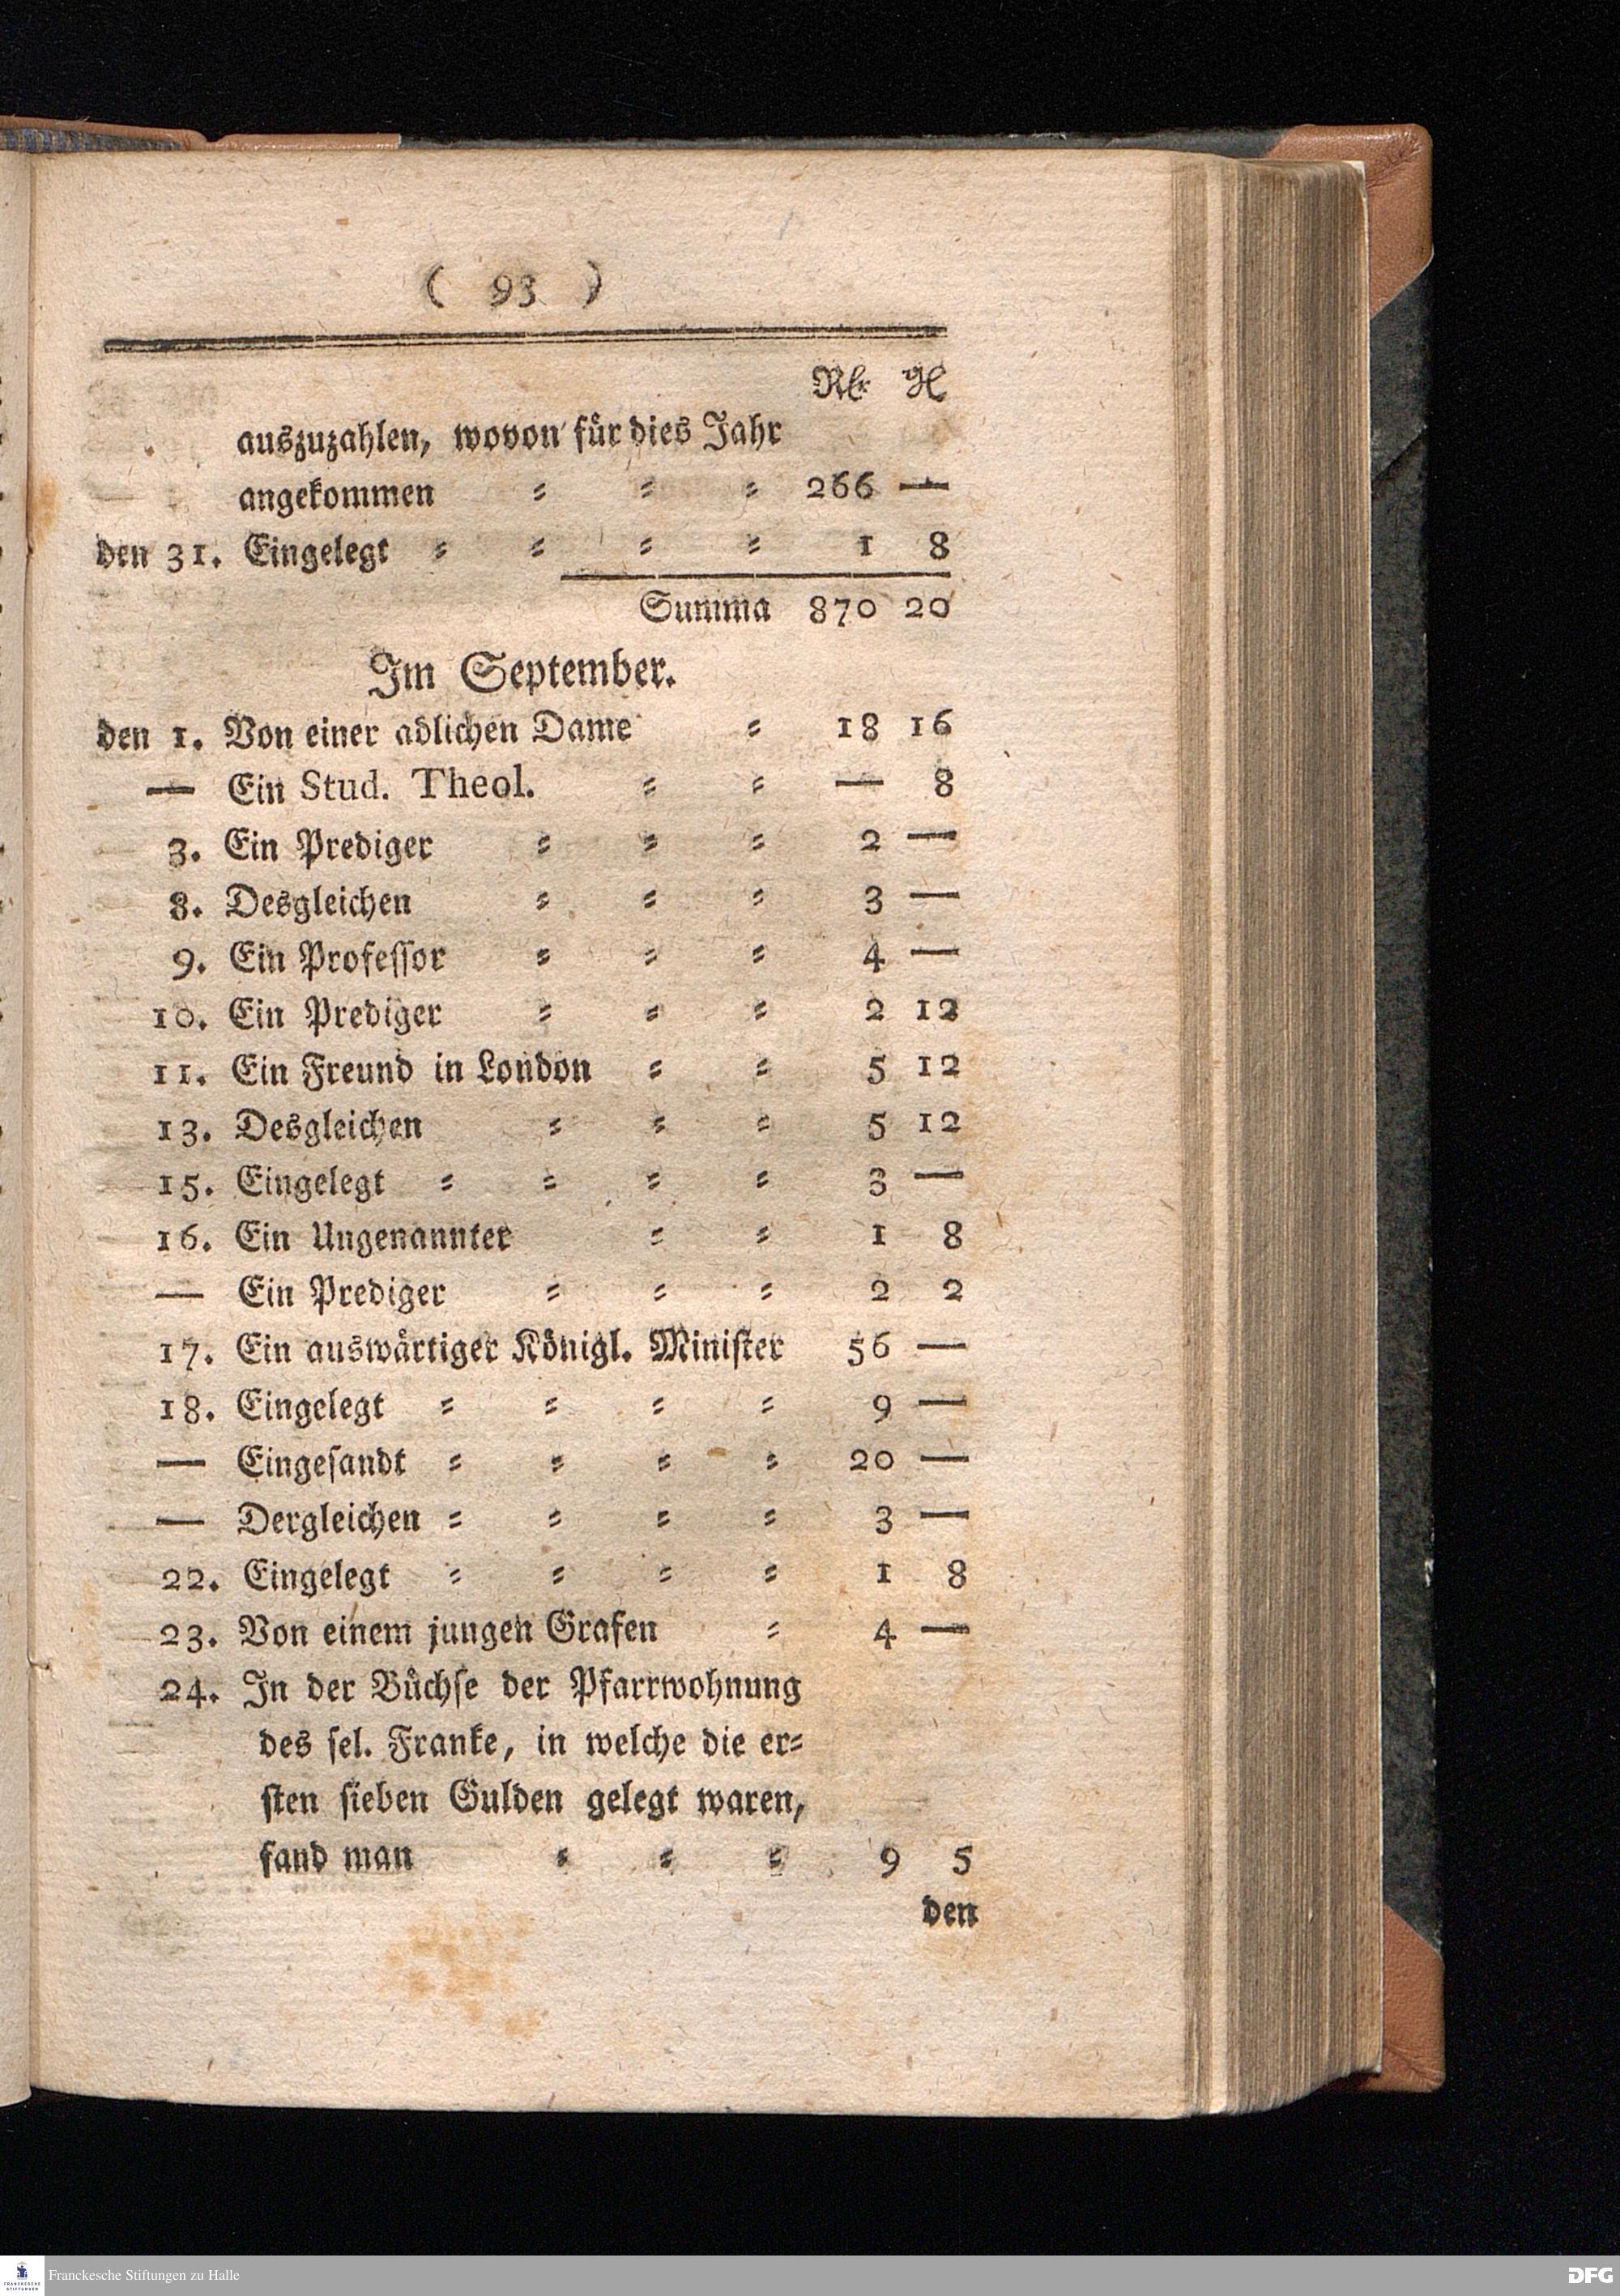 ( 93 )
Rlr. gl.
auszuzahlen, wovon für dies Jahr
angekommen = = = 266 —
den 31. Eingelegt = = = = 1 8
Summa 870 20
Im September.
den 1. Von einer adlichen Dame = 18 16
— Ein Stud. Theol. = = — 8
3. Ein Prediger = = = 2 —
8. Desgleichen = = = 3 —
9. Ein Professor = = = 4 —
10. Ein Prediger = = = 2 12
11. Ein Freund in London = = 5 12
13. Desgleichen = = = 5 12
15. Eingelegt = = = = 3 —
16. Ein Ungenannter = = 1 8
— Ein Prediger = = = 2 2
17. Ein auswärtiger Königl. Minister 56 —
18. Eingelegt = = = = 9 —
— Eingesandt = = = = 20 —
— Dergleichen = = = = 3 —
22. Eingelegt = = = = 1 8
23. Von einem jungen Grafen = 4 —
24. In der Büchse der Pfarrwohnung
des sel. Franke, in welche die er=
sten sieben Gulden gelegt waren,
fand man = = = 9 5
den
FRANCKESCHE
STIFTUNGEN
Franckesche Stiftungen zu Halle
DFG